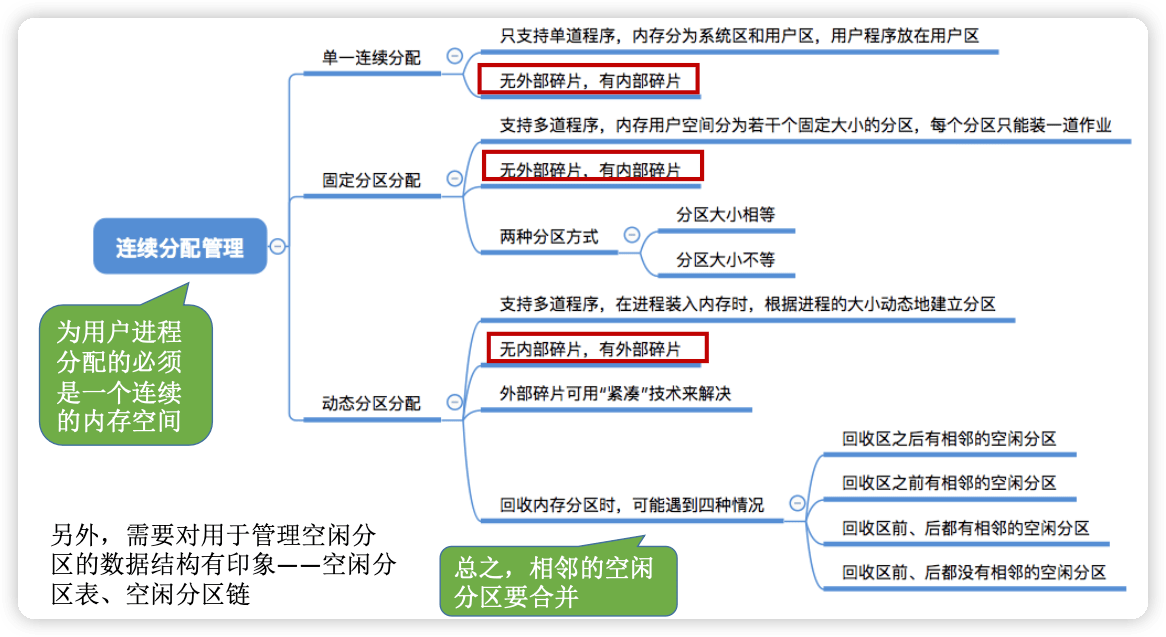 连续分配管理
为用户进程
分配的必须
是一个连续
的内存空间
单一连续分配
只支持单道程序，内存分为系统区和用户区，用户程序放在用户区
无外部碎片，有内部碎片
固定分区分配
支持多道程序，内存用户空间分为若干个固定大小的分区，每个分区只能装一道作业
无外部碎片，有内部碎片
两种分区方式
分区大小相等
分区大小不等
动态分区分配
支持多道程序，在进程装入内存时，根据进程的大小动态地建立分区
无内部碎片，有外部碎片
外部碎片可用“紧凑”技术来解决
回收内存分区时，可能遇到四种情况
回收区之后有相邻的空闲分区
回收区之前有相邻的空闲分区
回收区前、后都有相邻的空闲分区
回收区前、后都没有相邻的空闲分区
总之，相邻的空闲
分区要合并
另外，需要对用于管理空闲分
区的数据结构有印象——空闲分
区表、空闲分区链